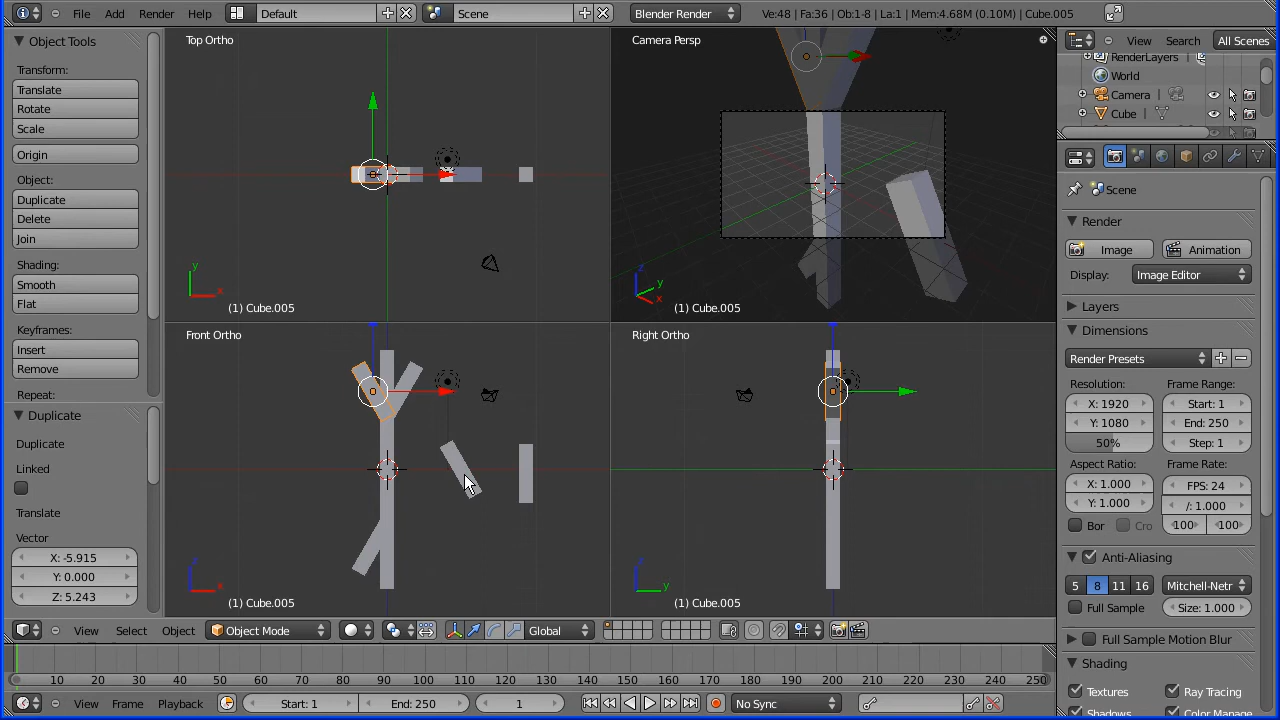 File Add Render Help Default Scene Blender Render Ve:48 | Fa:36 | Ob:1-8 | La:1 | Mem:4.68M (0.10M) | Cube.005
Object Tools
Transform:
Translate
Rotate
Scale
Origin
Object:
Duplicate
Delete
Join
Shading:
Smooth
Flat
Keyframes:
Insert
Remove
Repeat:
Duplicate
Duplicate
Linked
Translate
Vector
X: -5.915
Y: 0.000
Z: 5.243
Top Ortho
y
x
(1) Cube.005
Camera Persp
z
y
x
(1) Cube.005
Front Ortho
z
x
(1) Cube.005
Right Ortho
z
y
(1) Cube.005
View Select Object Object Mode Global
10 20 30 40 50 60 70 80 90 100 110 120 130 140 150 160 170 180 190 200 210 220 230 240 250
View Frame Playback Start: 1 End: 250 1 No Sync
View Search All Scenes
RenderLayers
World
Camera
Cube
Scene
Render
Image Animation
Display: Image Editor
Layers
Dimensions
Render Presets
Resolution: Frame Range:
X: 1920 Start: 1
Y: 1080 End: 250
50% Step: 1
Aspect Ratio: Frame Rate:
X: 1.000 FPS: 24
Y: 1.000 /: 1.000
Bor Cro 100 100
Anti-Aliasing
5 8 11 16 Mitchell-Netr
Full Sample Size: 1.000
Full Sample Motion Blur
Shading
Textures Ray Tracing
Shadows Color Manage